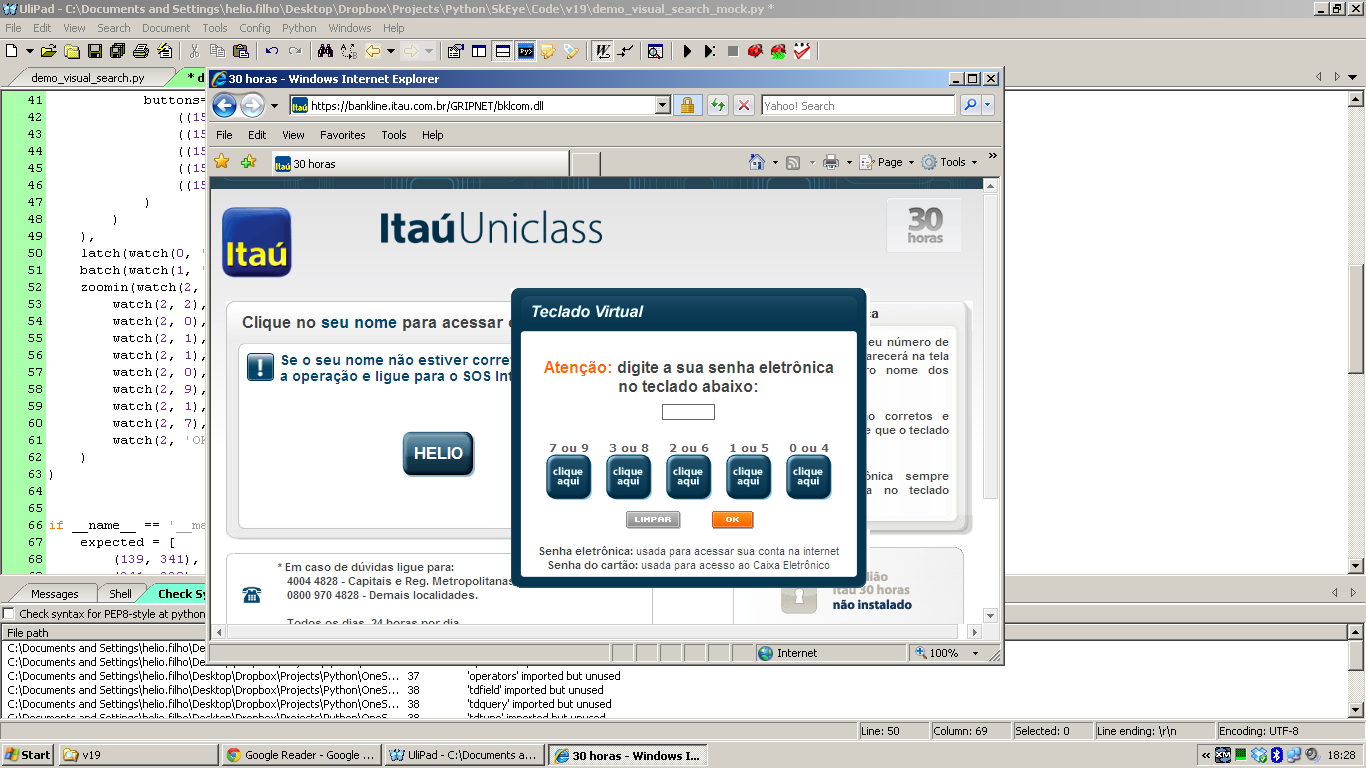 UliPad - C:\Documents and Settings\helio.filho\Desktop\Dropbox\Projects\Python\SkEye\Code\v19\demo_visual_search_mock.py *
File Edit View Search Document Tools Config Python Windows Help
demo_visual_search.py * d
30 horas - Windows Internet Explorer
https://bankline.itau.com.br/GRIPNET/bklcom.dll
Yahoo! Search
File Edit View Favorites Tools Help
30 horas
Page Tools »
41 buttons=
42 ((15
43 ((15
44 ((15
45 ((15
46 ((15
47 )
48 )
49 ),
50 latch(watch(0, '
51 batch(watch(1, '
52 zoomin(watch(2,
53 watch(2, 2),
54 watch(2, 0),
55 watch(2, 1),
56 watch(2, 1),
57 watch(2, 0),
58 watch(2, 9),
59 watch(2, 1),
60 watch(2, 7),
61 watch(2, 'OK
62 )
63 )
64
65
66 if __name__ == '__ma
67 expected = [
68 (139, 341),
Itaú
ItaúUniclass
30 horas
Clique no seu nome para acessar
! Se o seu nome não estiver corret
a operação e ligue para o SOS Int
HELIO
Teclado Virtual
Atenção: digite a sua senha eletrônica
no teclado abaixo:
7 ou 9 3 ou 8 2 ou 6 1 ou 5 0 ou 4
clique aqui clique aqui clique aqui clique aqui clique aqui
LIMPAR OK
Senha eletrônica: usada para acessar sua conta na internet
Senha do cartão: usada para acesso ao Caixa Eletrônico
eu número de
arecerá na tela
ro nome dos
o corretos e
e que o teclado
ônica sempre
a no teclado
* Em caso de dúvidas ligue para:
4004 4828 - Capitais e Reg. Metropolitanas
0800 970 4828 - Demais localidades.
Todos os dias, 24 horas por dia
Itaú 30 horas
não instalado
Internet 100%
Messages Shell Check Sy
Check syntax for PEP8-style at python
File path
C:\Documents and Settings\helio.filho\Des
C:\Documents and Settings\helio.filho\Des
C:\Documents and Settings\helio.filho\Desktop\Dropbox\Projects\Python\OneS... 37 'operators' imported but unused
C:\Documents and Settings\helio.filho\Desktop\Dropbox\Projects\Python\OneS... 38 'tdfield' imported but unused
C:\Documents and Settings\helio.filho\Desktop\Dropbox\Projects\Python\OneS... 38 'tdquery' imported but unused
C:\Documents and Settings\helio.filho\Desktop\Dropbox\Projects\Python\OneS... 38 'tdtype' imported but unused
Line: 50 Column: 69 Selected: 0 Line ending: \r\n Encoding: UTF-8
Start v19 Google Reader - Google ... UliPad - C:\Documents a... 30 horas - Windows I... « XM 18:28